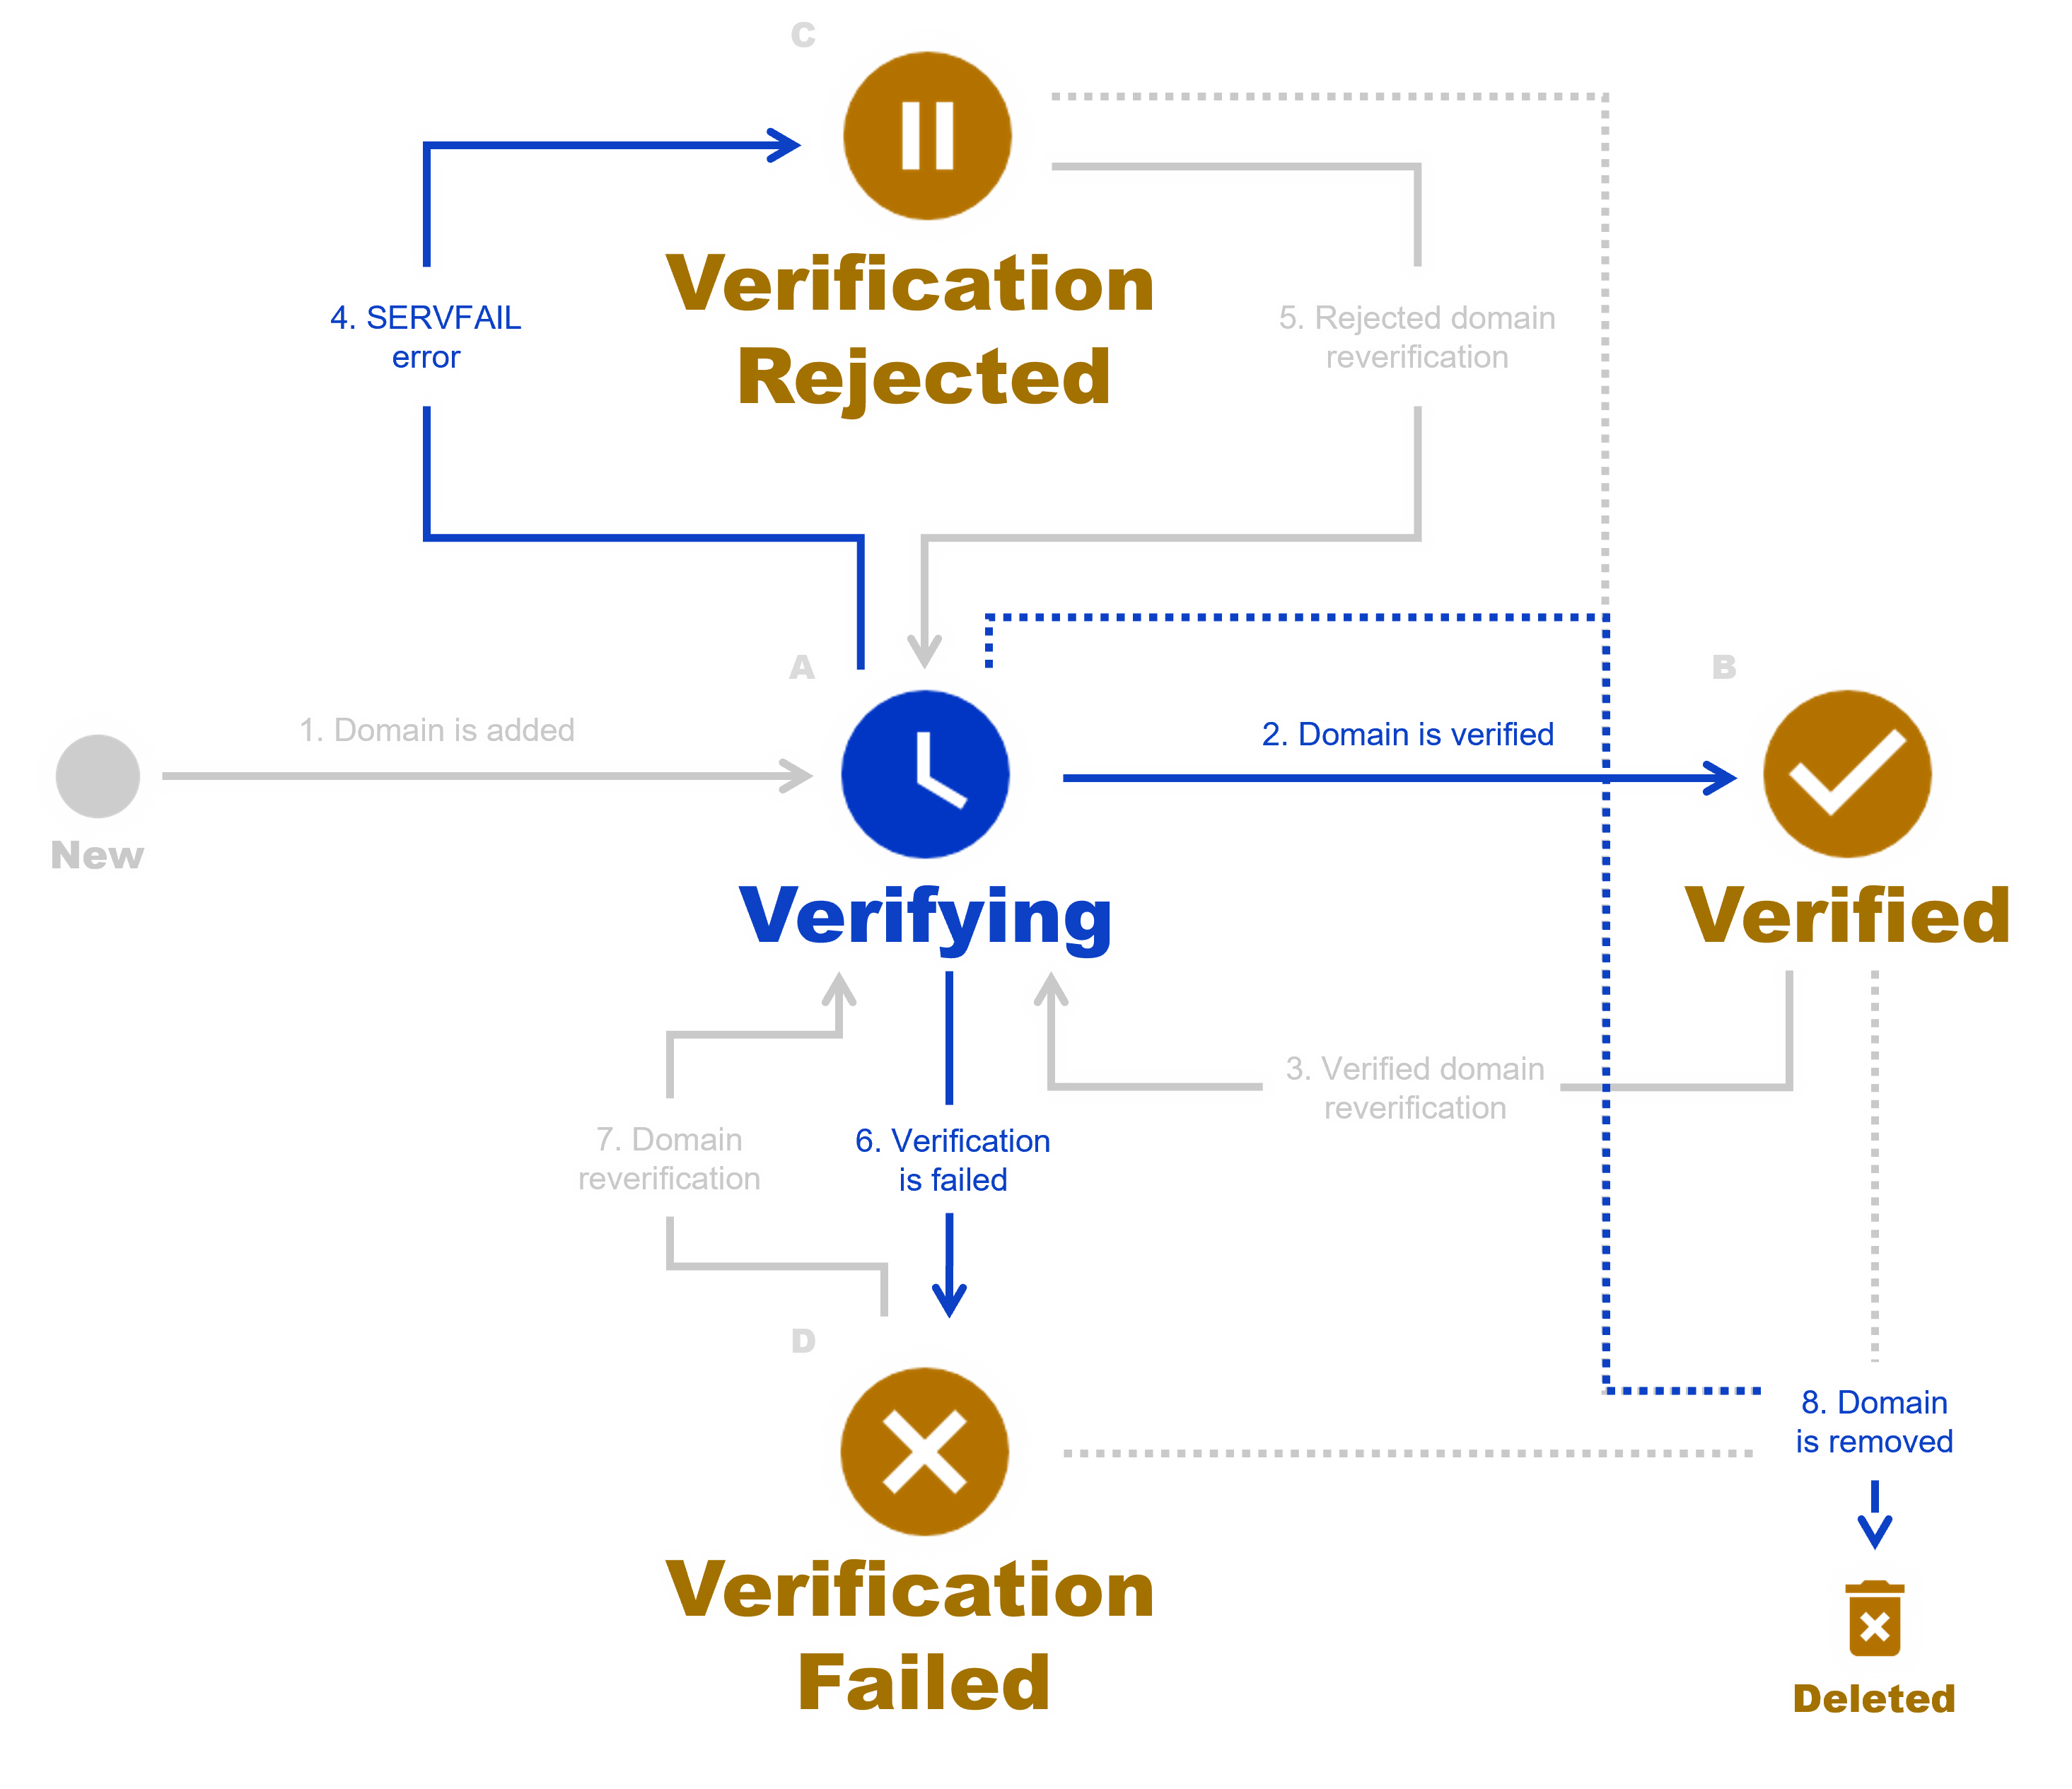 C
Verification
Rejected
4. SERVFAIL
error
5. Rejected domain
reverification
A
B
1. Domain is added
2. Domain is verified
New
Verifying
Verified
3. Verified domain
reverification
7. Domain
reverification
6. Verification
is failed
D
8. Domain
is removed
Verification
Failed
Deleted